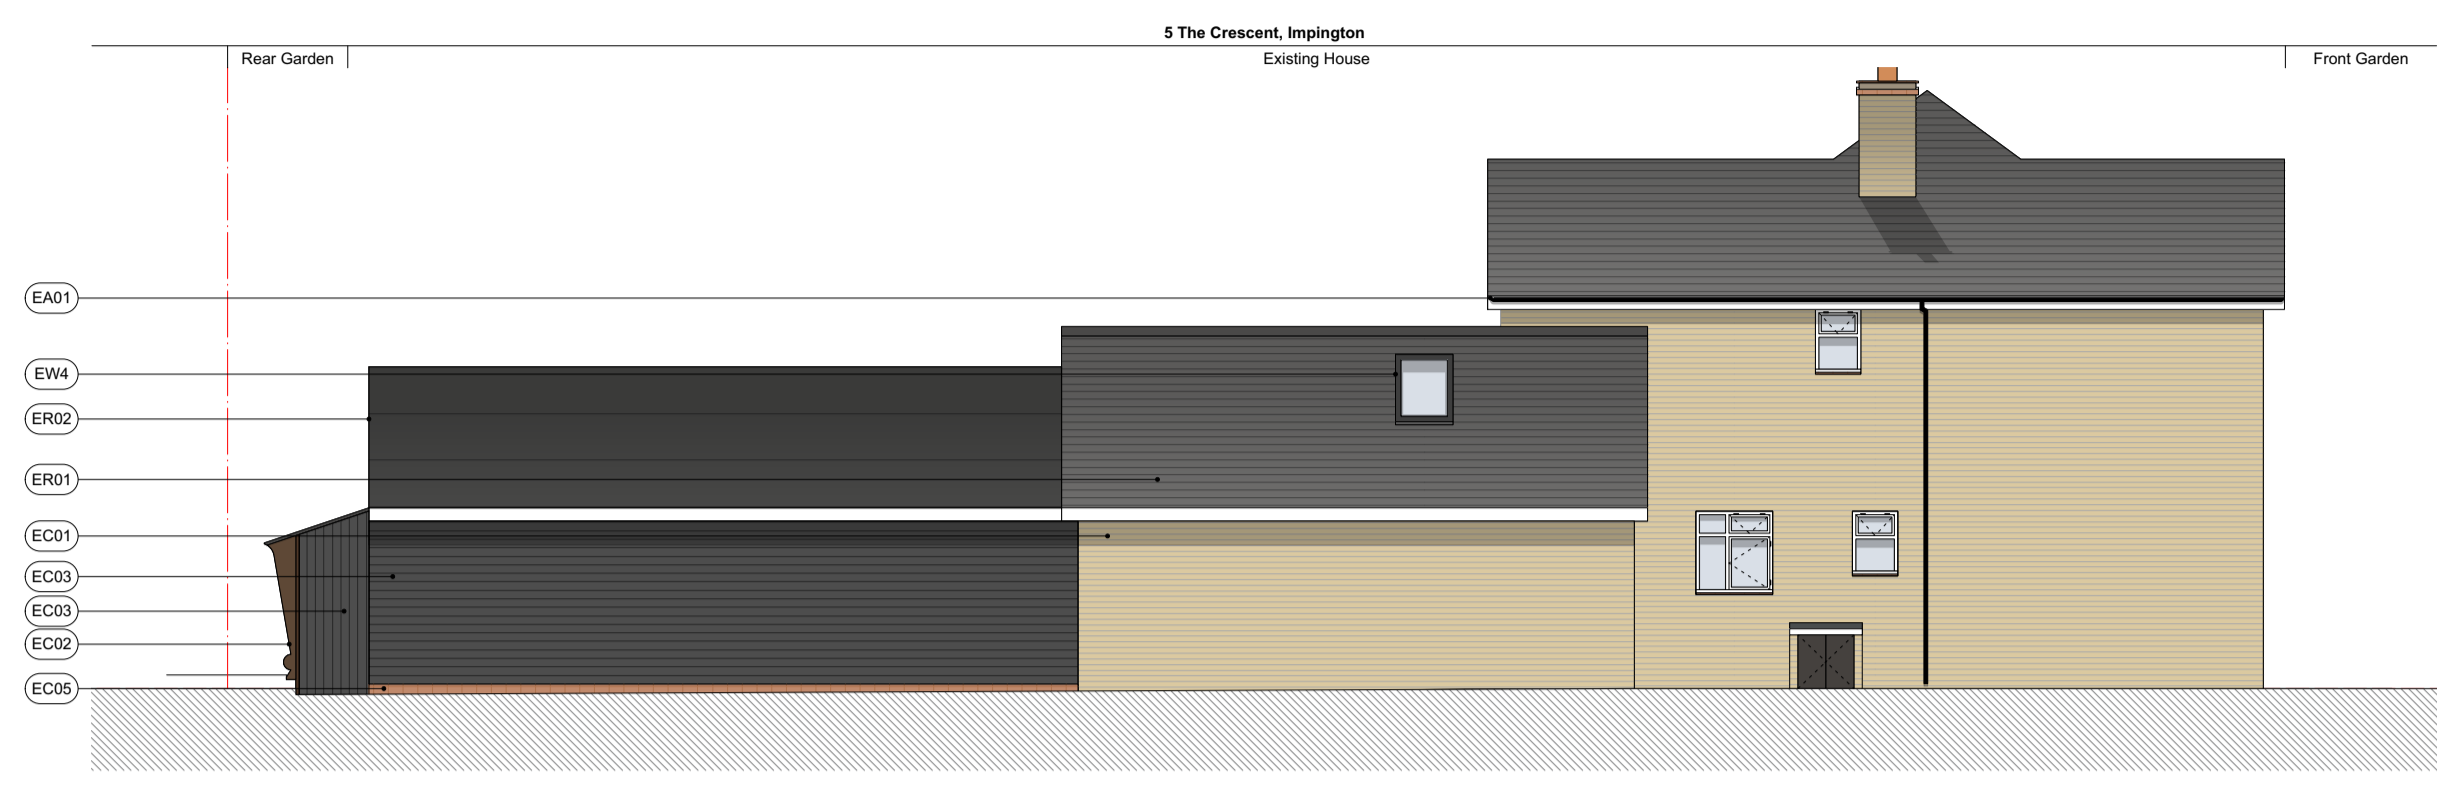 5 The Crescent, Impington
Rear Garden
Existing House
Front Garden
EA01
EW4
ER02
ER01
EC01
EC03
EC03
EC02
EC05